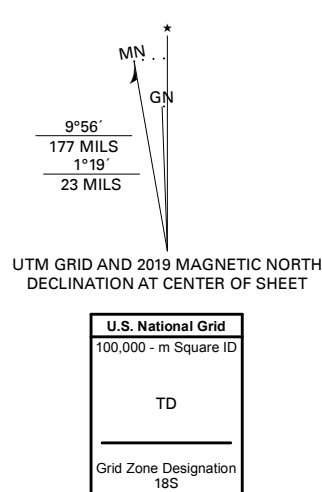 ★
MN
GN
9°56´
177 MILS
1°19´
23 MILS
UTM GRID AND 2019 MAGNETIC NORTH
DECLINATION AT CENTER OF SHEET
U.S. National Grid
100,000 - m Square ID
TD
Grid Zone Designation
18S